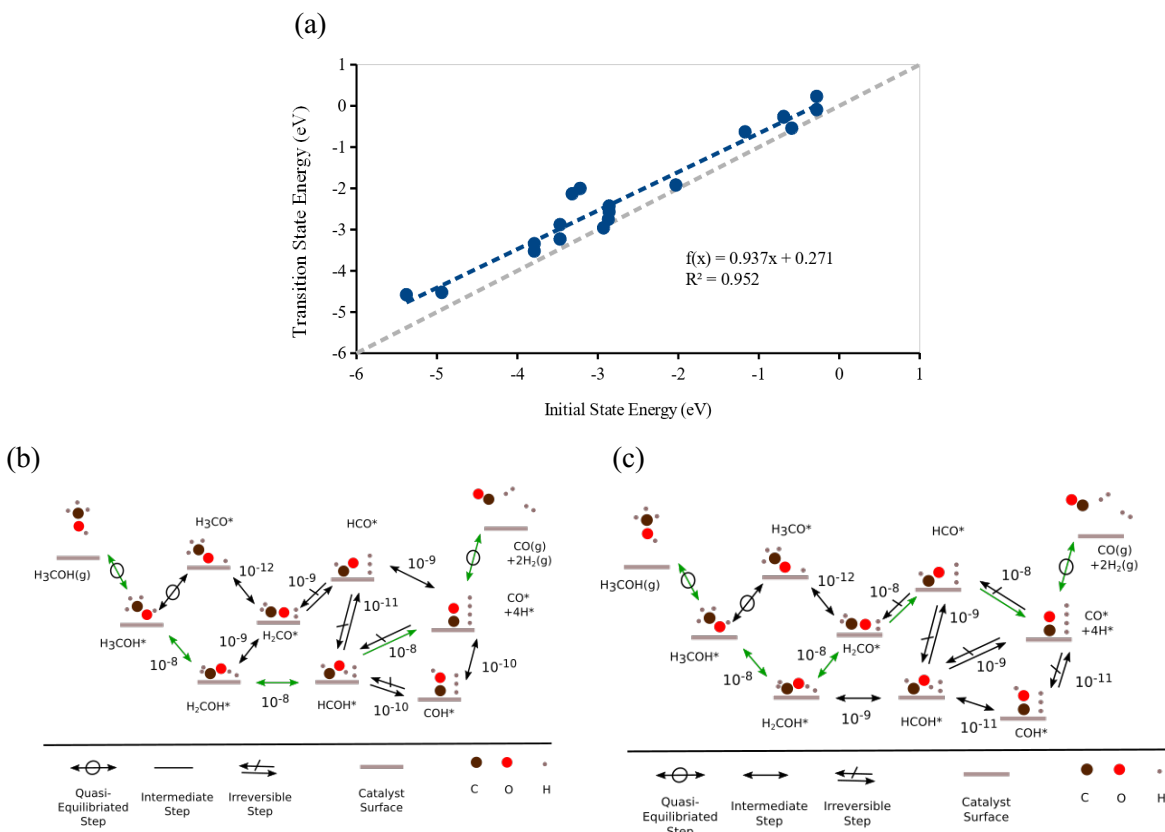 (a)
Transition State Energy (eV)
1
0
-1
-2
-3
-4
-5
-6
f(x) = 0.937x + 0.271
R² = 0.952
-6 -5 -4 -3 -2 -1 0 1
Initial State Energy (eV)
(b)
H₃COH(g)
H₃CO*
HCO*
CO(g)
+2H₂(g)
10⁻¹²
10⁻⁹
10⁻⁹
10⁻¹¹
CO*
+4H*
H₃COH*
10⁻⁹
H₂CO*
10⁻⁸
10⁻⁸
10⁻⁸
10⁻¹⁰
10⁻¹⁰
H₂COH*
HCOH*
COH*
Quasi-
Equilibriated
Step
Intermediate
Step
Irreversible
Step
Catalyst
Surface
C O H
(c)
H₃COH(g)
H₃CO*
HCO*
CO(g)
+2H₂(g)
10⁻¹²
10⁻⁸
10⁻⁸
10⁻⁹
CO*
+4H*
H₃COH*
10⁻⁸
H₂CO*
10⁻⁸
10⁻⁹
10⁻⁹
10⁻¹¹
10⁻¹¹
H₂COH*
HCOH*
COH*
Quasi-
Equilibriated
Step
Intermediate
Step
Irreversible
Step
Catalyst
Surface
C O H